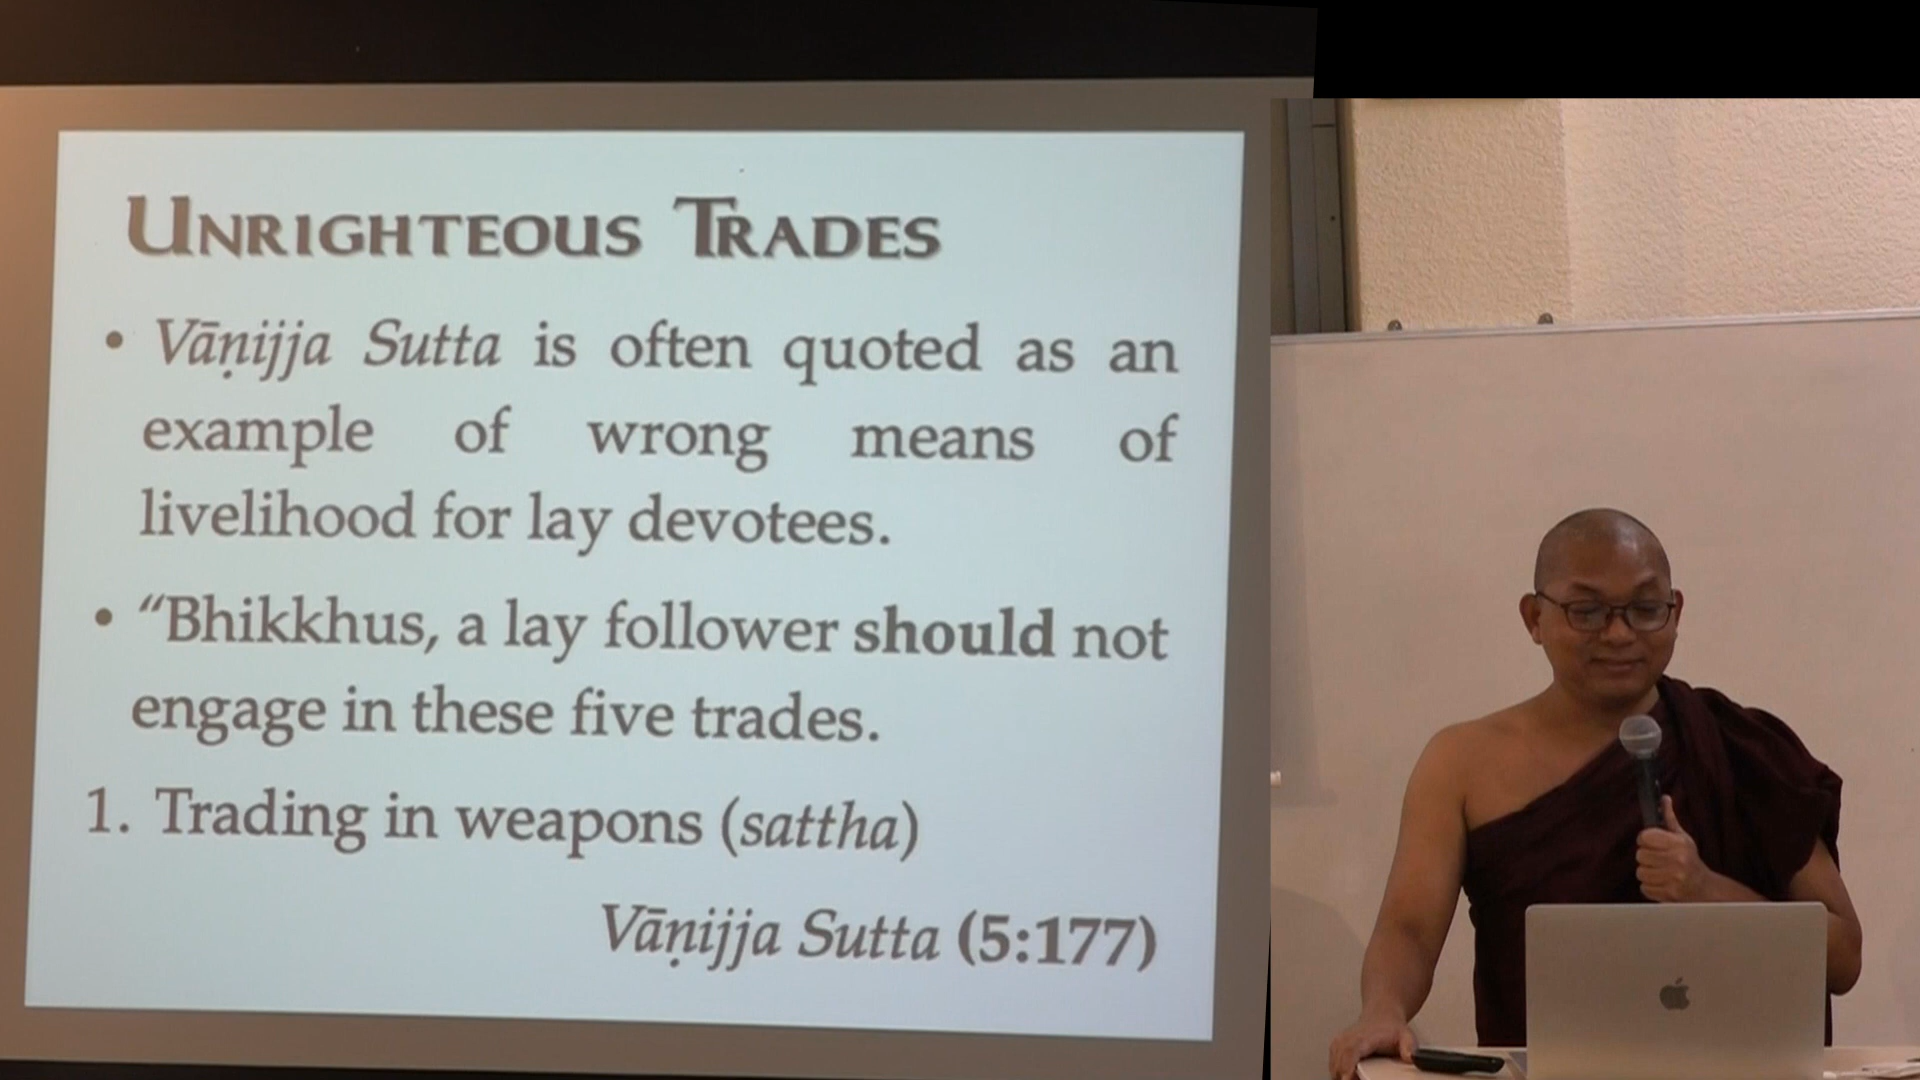 UNRIGHTEOUS TRADES
• Vāṇijja Sutta is often quoted as an
example of wrong means of
livelihood for lay devotees.
• “Bhikkhus, a lay follower should not
engage in these five trades.
1. Trading in weapons (sattha)
Vāṇijja Sutta (5:177)